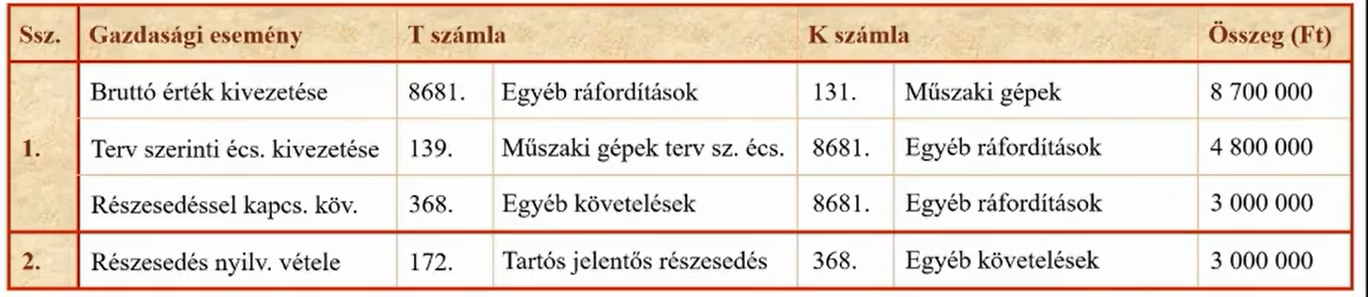 Ssz. Gazdasági esemény T számla K számla Összeg (Ft)
1.
Bruttó érték kivezetése 8681. Egyéb ráfordítások 131. Műszaki gépek 8 700 000
Terv szerinti écs. kivezetése 139. Műszaki gépek terv sz. écs. 8681. Egyéb ráfordítások 4 800 000
Részesedéssel kapcs. köv. 368. Egyéb követelések 8681. Egyéb ráfordítások 3 000 000
2. Részesedés nyilv. vétele 172. Tartós jelentős részesedés 368. Egyéb követelések 3 000 000